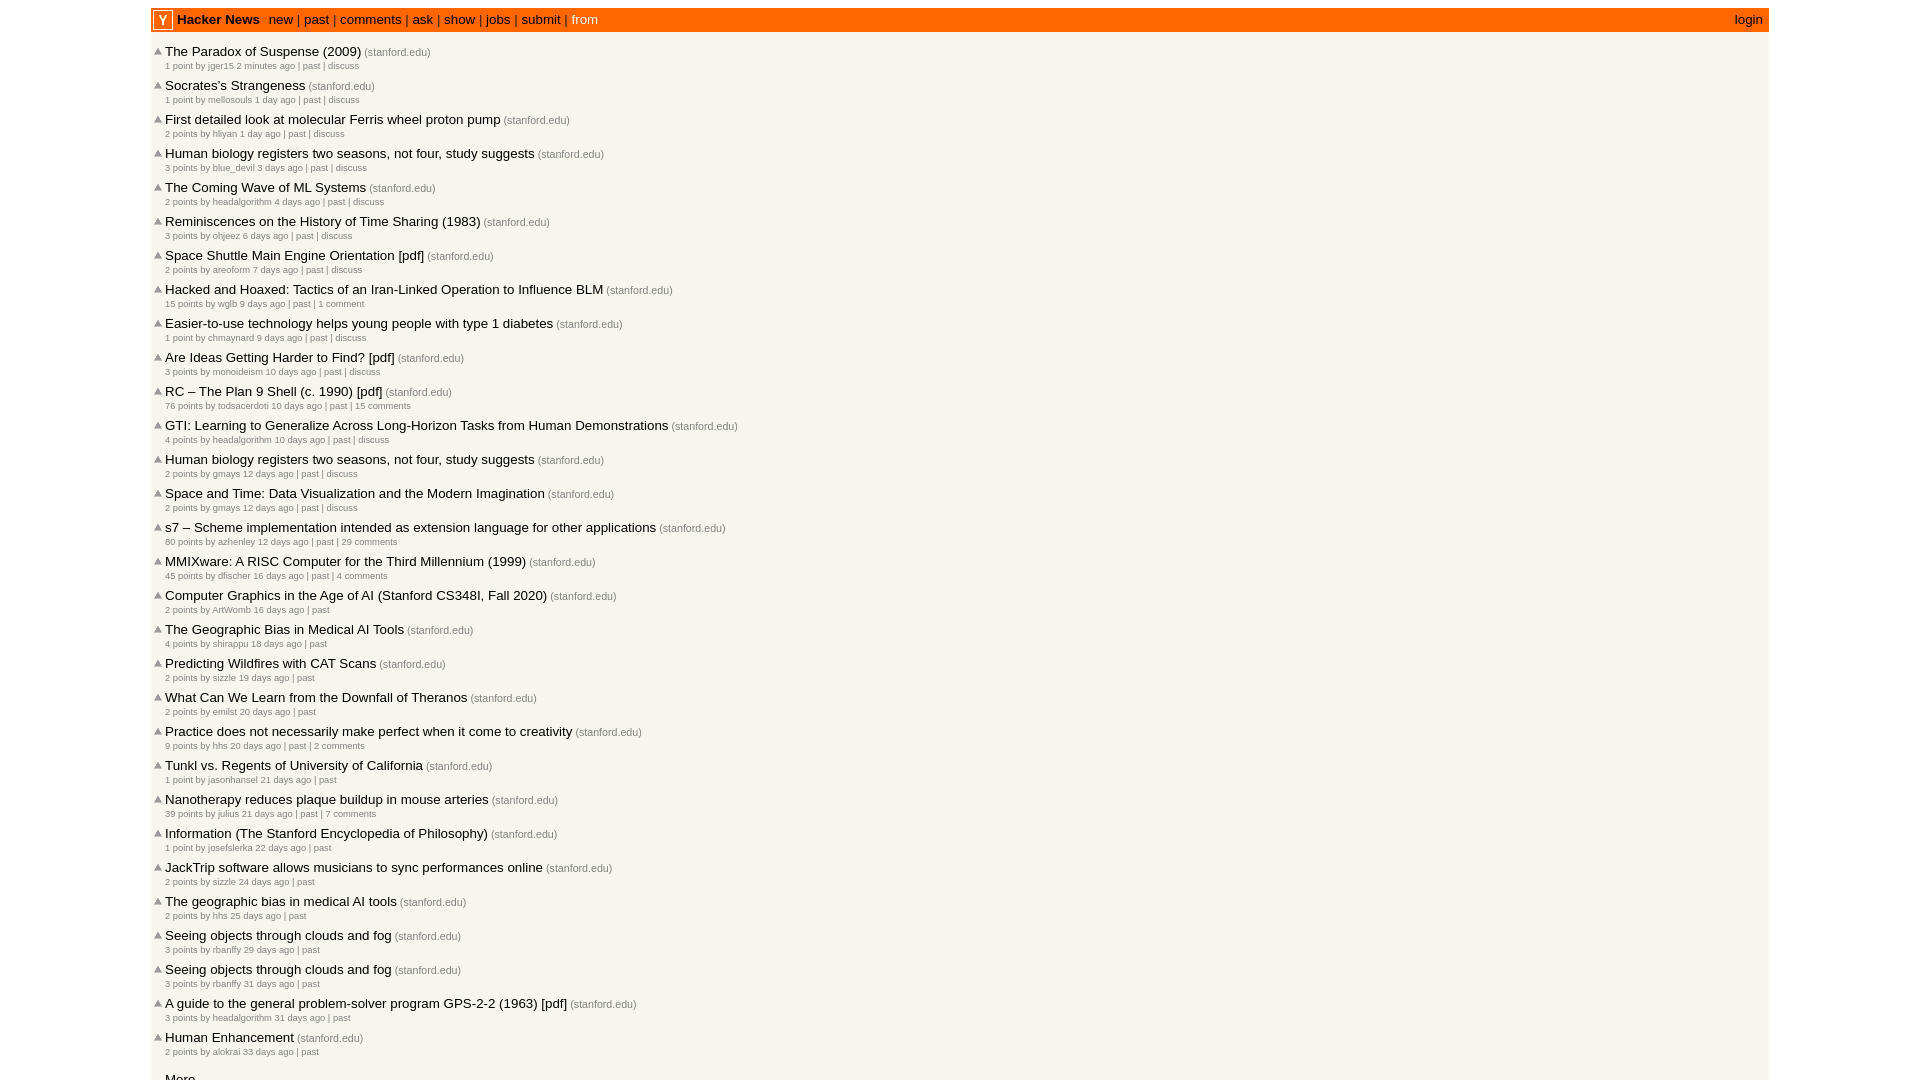 Y Hacker News new | past | comments | ask | show | jobs | submit | from login
The Paradox of Suspense (2009) (stanford.edu)
1 point by jger15 2 minutes ago | past | discuss
Socrates’s Strangeness (stanford.edu)
1 point by mellosouls 1 day ago | past | discuss
First detailed look at molecular Ferris wheel proton pump (stanford.edu)
2 points by hliyan 1 day ago | past | discuss
Human biology registers two seasons, not four, study suggests (stanford.edu)
3 points by blue_devil 3 days ago | past | discuss
The Coming Wave of ML Systems (stanford.edu)
2 points by headalgorithm 4 days ago | past | discuss
Reminiscences on the History of Time Sharing (1983) (stanford.edu)
3 points by ohjeez 6 days ago | past | discuss
Space Shuttle Main Engine Orientation [pdf] (stanford.edu)
2 points by areoform 7 days ago | past | discuss
Hacked and Hoaxed: Tactics of an Iran-Linked Operation to Influence BLM (stanford.edu)
15 points by wglb 9 days ago | past | 1 comment
Easier-to-use technology helps young people with type 1 diabetes (stanford.edu)
1 point by chmaynard 9 days ago | past | discuss
Are Ideas Getting Harder to Find? [pdf] (stanford.edu)
3 points by monoideism 10 days ago | past | discuss
RC – The Plan 9 Shell (c. 1990) [pdf] (stanford.edu)
76 points by todsacerdoti 10 days ago | past | 15 comments
GTI: Learning to Generalize Across Long-Horizon Tasks from Human Demonstrations (stanford.edu)
4 points by headalgorithm 10 days ago | past | discuss
Human biology registers two seasons, not four, study suggests (stanford.edu)
2 points by gmays 12 days ago | past | discuss
Space and Time: Data Visualization and the Modern Imagination (stanford.edu)
2 points by gmays 12 days ago | past | discuss
s7 – Scheme implementation intended as extension language for other applications (stanford.edu)
80 points by azhenley 12 days ago | past | 29 comments
MMIXware: A RISC Computer for the Third Millennium (1999) (stanford.edu)
45 points by dfischer 16 days ago | past | 4 comments
Computer Graphics in the Age of AI (Stanford CS348I, Fall 2020) (stanford.edu)
2 points by ArtWomb 16 days ago | past
The Geographic Bias in Medical AI Tools (stanford.edu)
4 points by shirappu 18 days ago | past
Predicting Wildfires with CAT Scans (stanford.edu)
2 points by sizzle 19 days ago | past
What Can We Learn from the Downfall of Theranos (stanford.edu)
2 points by emilst 20 days ago | past
Practice does not necessarily make perfect when it come to creativity (stanford.edu)
9 points by hhs 20 days ago | past | 2 comments
Tunkl vs. Regents of University of California (stanford.edu)
1 point by jasonhansel 21 days ago | past
Nanotherapy reduces plaque buildup in mouse arteries (stanford.edu)
39 points by julius 21 days ago | past | 7 comments
Information (The Stanford Encyclopedia of Philosophy) (stanford.edu)
1 point by josefslerka 22 days ago | past
JackTrip software allows musicians to sync performances online (stanford.edu)
2 points by sizzle 24 days ago | past
The geographic bias in medical AI tools (stanford.edu)
2 points by hhs 25 days ago | past
Seeing objects through clouds and fog (stanford.edu)
3 points by rbanffy 29 days ago | past
Seeing objects through clouds and fog (stanford.edu)
3 points by rbanffy 31 days ago | past
A guide to the general problem-solver program GPS-2-2 (1963) [pdf] (stanford.edu)
3 points by headalgorithm 31 days ago | past
Human Enhancement (stanford.edu)
2 points by alokrai 33 days ago | past
More